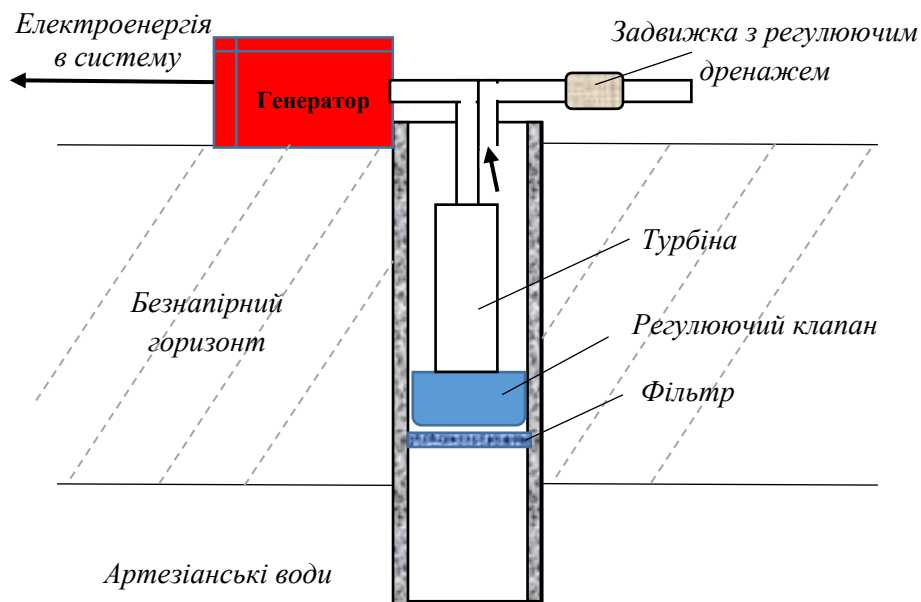 Електроенергія
в систему
Задвижка з регулюючим
дренажем
Генератор
Турбіна
Безнапірний
горизонт
Регулюючий клапан
Фільтр
Артезіанські води